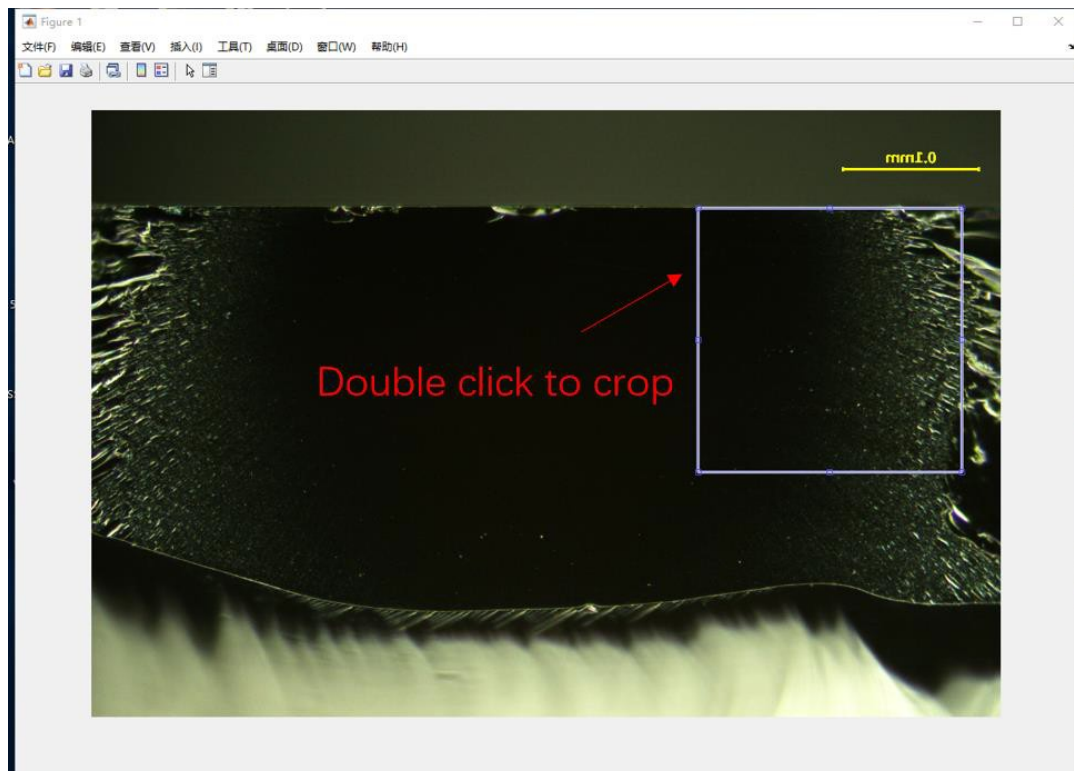 Figure 1
文件(F) 编辑(E) 查看(V) 插入(I) 工具(T) 桌面(D) 窗口(W) 帮助(H)
0.1mm
Double click to crop